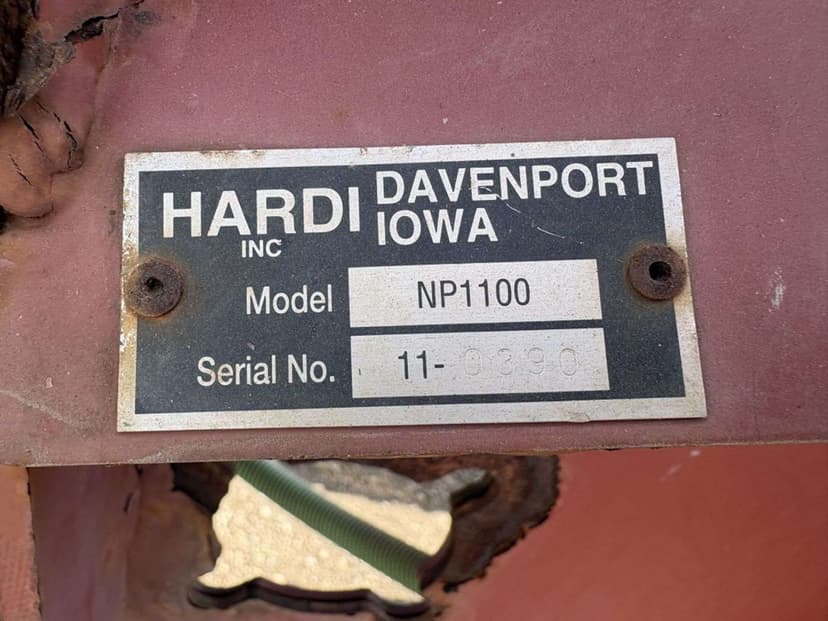 HARDI INC
DAVENPORT
IOWA
Model NP1100
Serial No. 11-0390